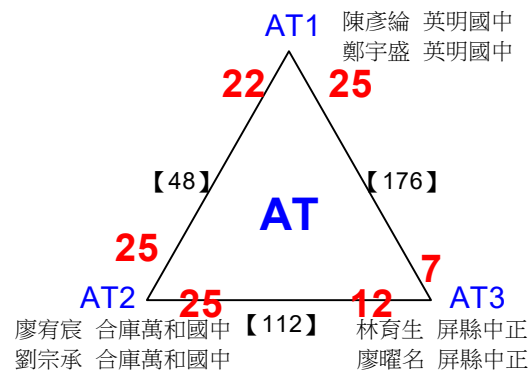 AT1
陳彥綸 英明國中
鄭宇盛 英明國中
22
25
【48】
【176】
AT
25
7
AT2
25
12
AT3
廖宥宸 合庫萬和國中
【112】
林育生 屏縣中正
劉宗承 合庫萬和國中
廖曜名 屏縣中正